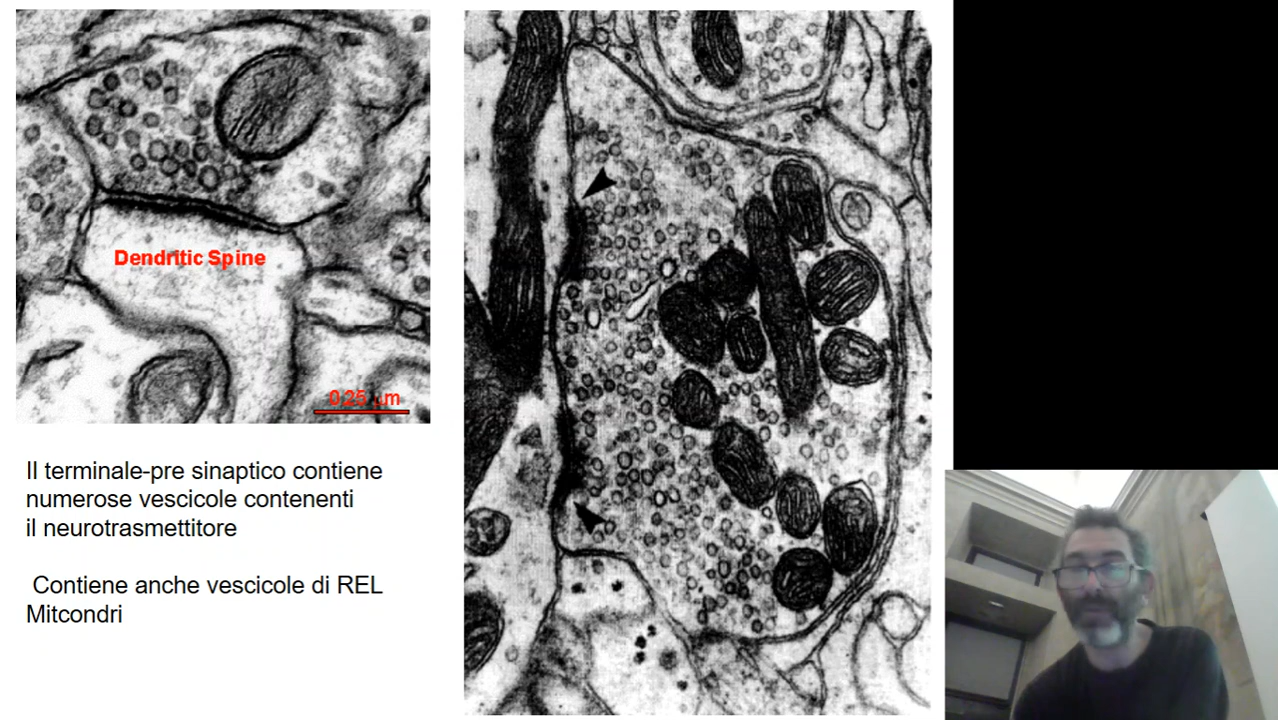 Dendritic Spine
0.25 µm
Il terminale-pre sinaptico contiene
numerose vescicole contenenti
il neurotrasmettitore
Contiene anche vescicole di REL
Mitcondri